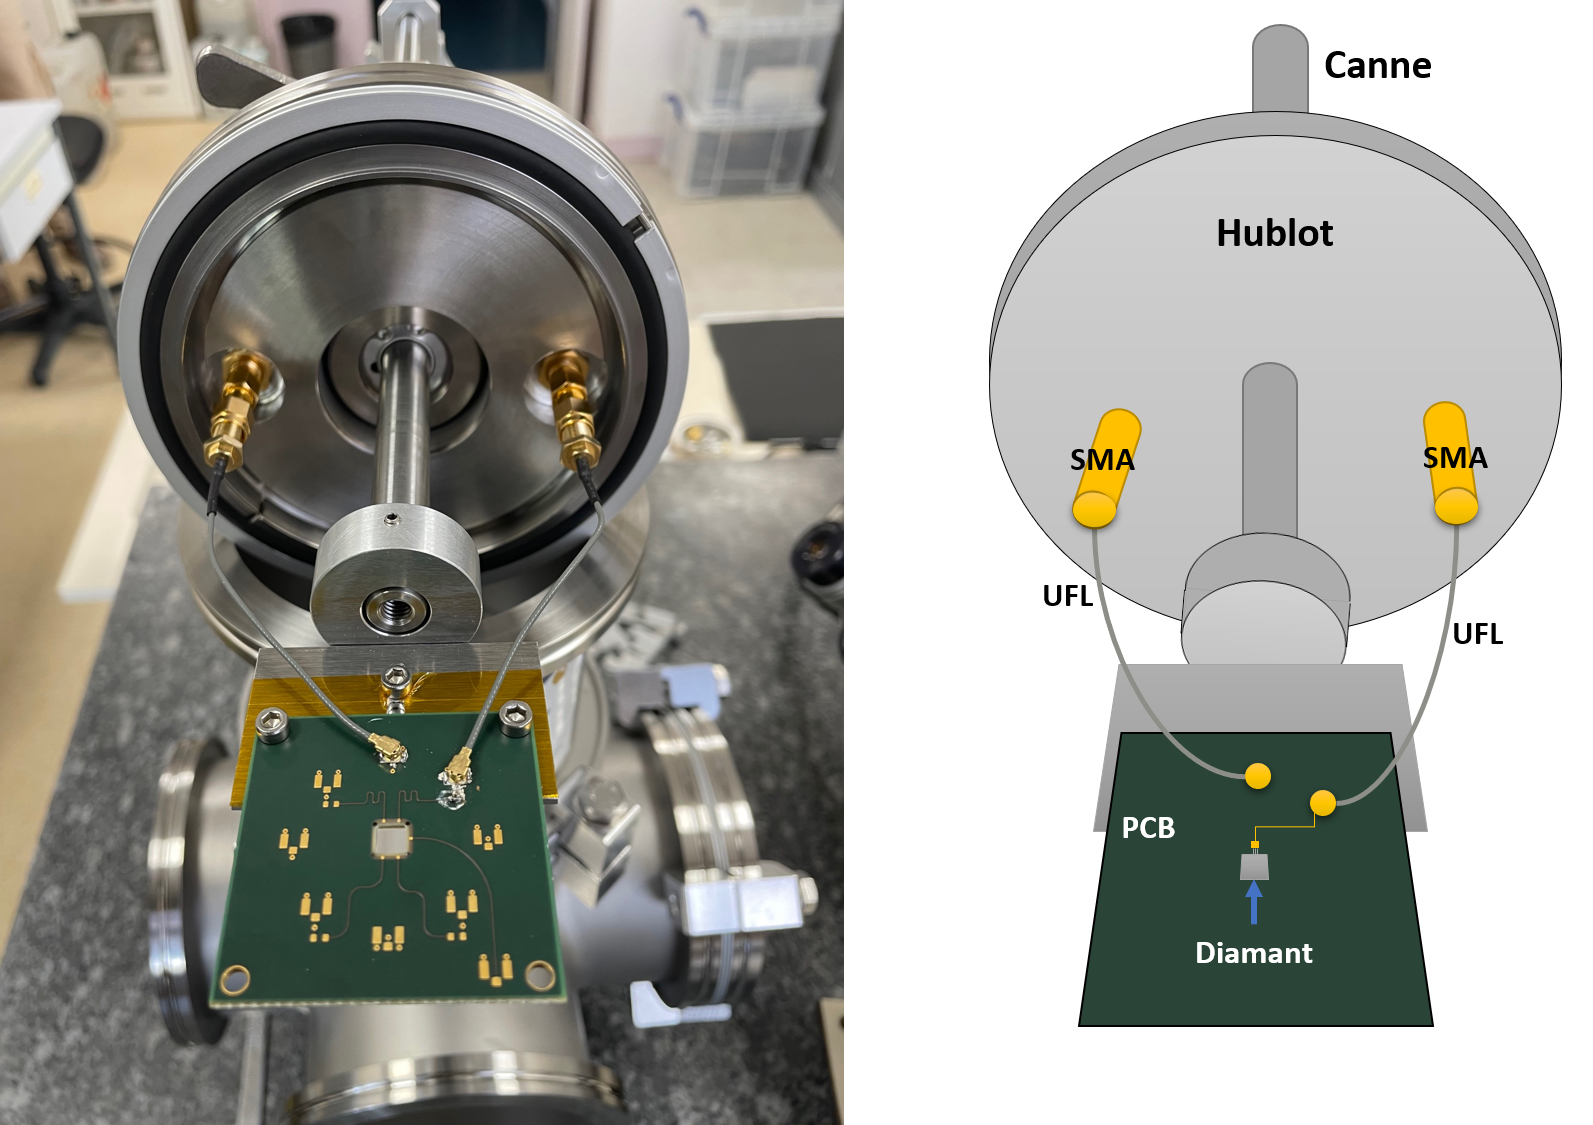 Canne
Hublot
SMA
SMA
UFL
UFL
PCB
Diamant